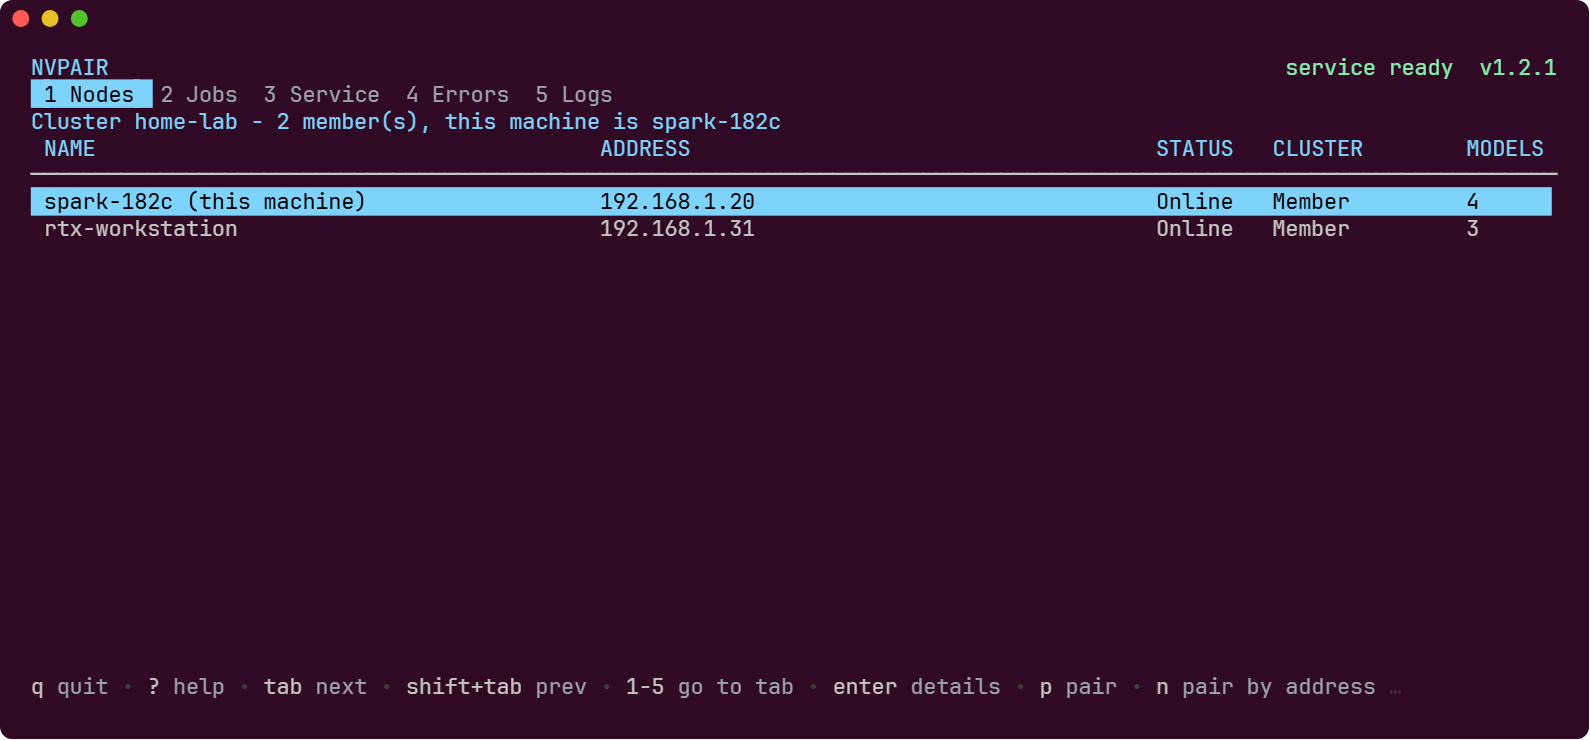 NVPAIR service ready v1.2.1
1 Nodes 2 Jobs 3 Service 4 Errors 5 Logs
Cluster home-lab - 2 member(s), this machine is spark-182c
NAME ADDRESS STATUS CLUSTER MODELS
spark-182c (this machine) 192.168.1.20 Online Member 4
rtx-workstation 192.168.1.31 Online Member 3
q quit • ? help • tab next • shift+tab prev • 1-5 go to tab • enter details • p pair • n pair by address …